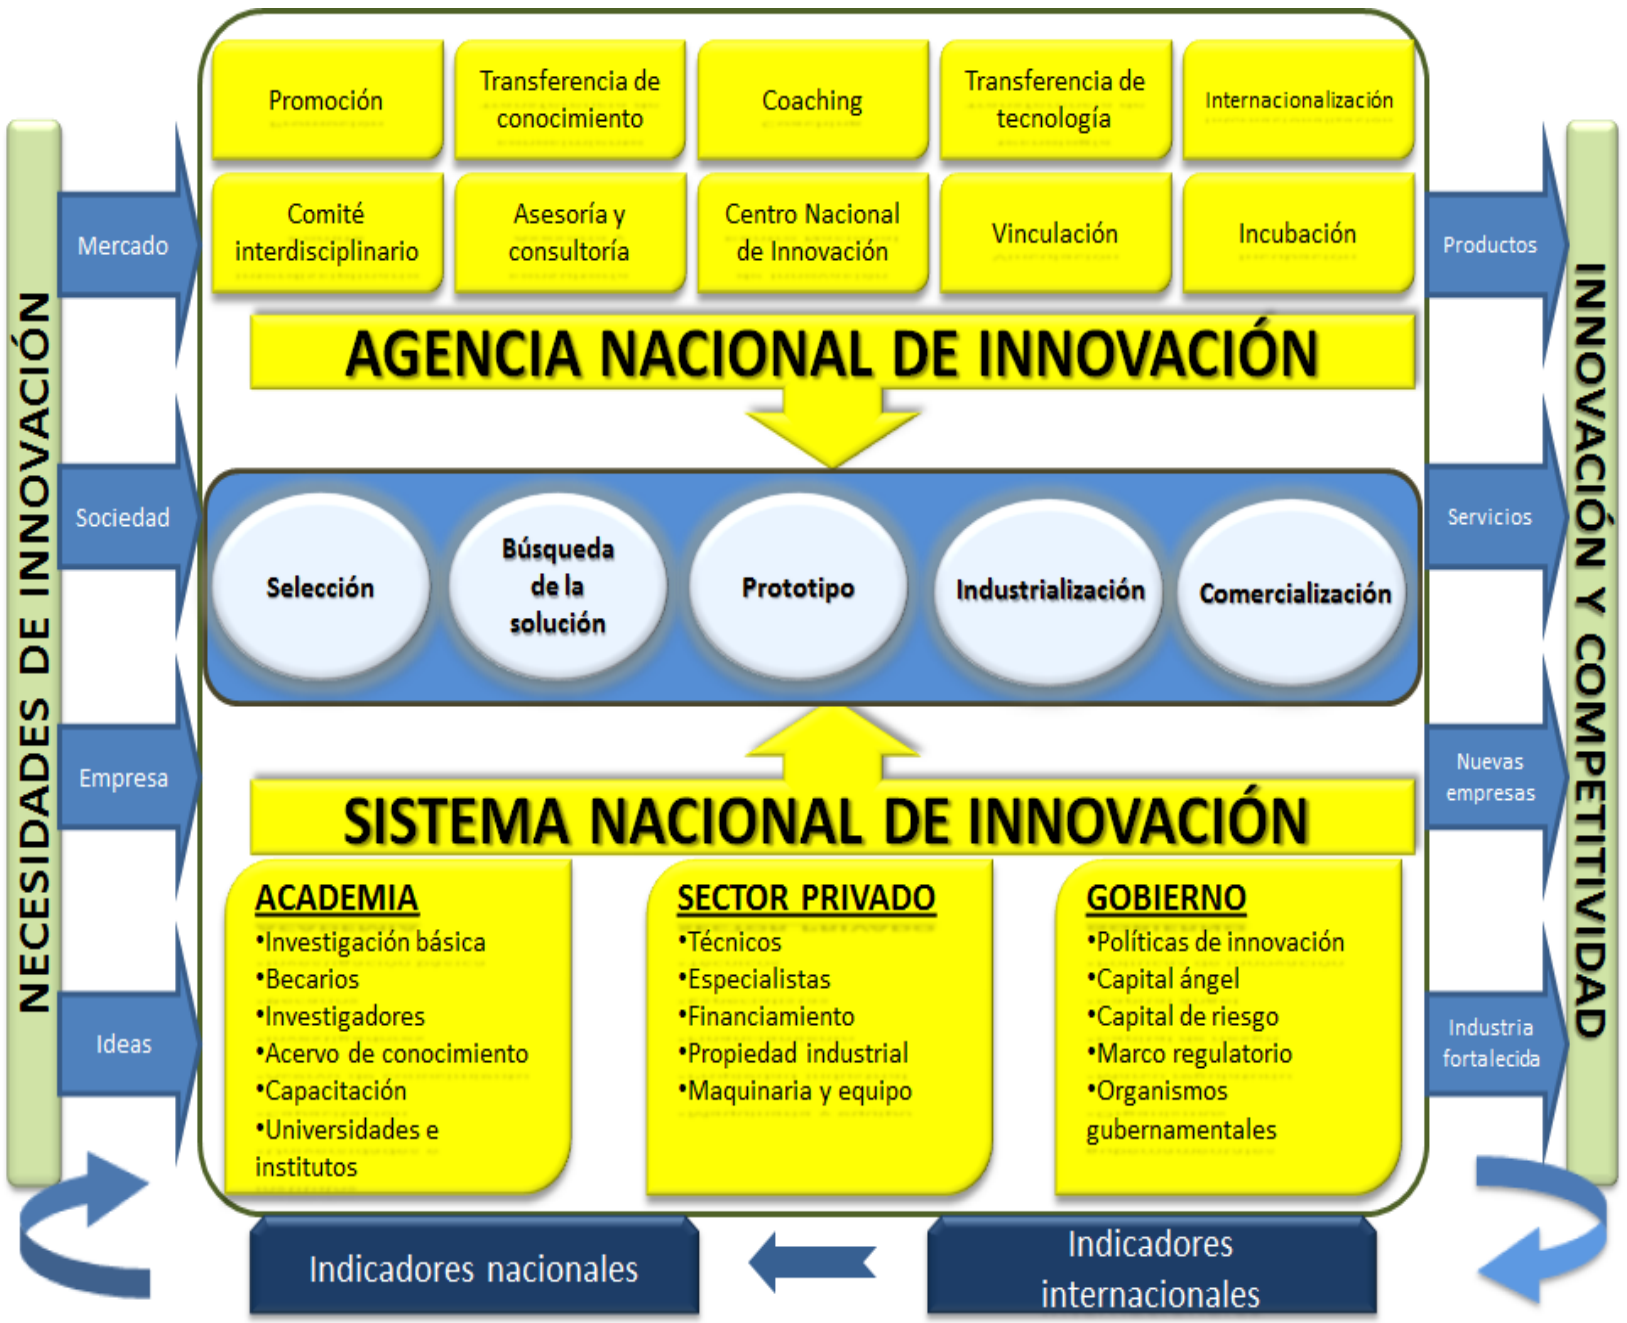 Promoción
Transferencia de
conocimiento
Coaching
Transferencia de
tecnología
Internacionalización
Comité
interdisciplinario
Asesoría y
consultoría
Centro Nacional
de Innovación
Vinculación
Incubación
AGENCIA NACIONAL DE INNOVACIÓN
NECESIDADES DE INNOVACIÓN
Mercado
Sociedad
Empresa
Ideas
Selección
Búsqueda
de la
solución
Prototipo
Industrialización
Comercialización
SISTEMA NACIONAL DE INNOVACIÓN
ACADEMIA
•Investigación básica
•Becarios
•Investigadores
•Acervo de conocimiento
•Capacitación
•Universidades e
institutos
SECTOR PRIVADO
•Técnicos
•Especialistas
•Financiamiento
•Propiedad industrial
•Maquinaria y equipo
GOBIERNO
•Políticas de innovación
•Capital ángel
•Capital de riesgo
•Marco regulatorio
•Organismos
gubernamentales
Productos
Servicios
Nuevas
empresas
Industria
fortalecida
INNOVACIÓN Y COMPETITIVIDAD
Indicadores nacionales
Indicadores
internacionales